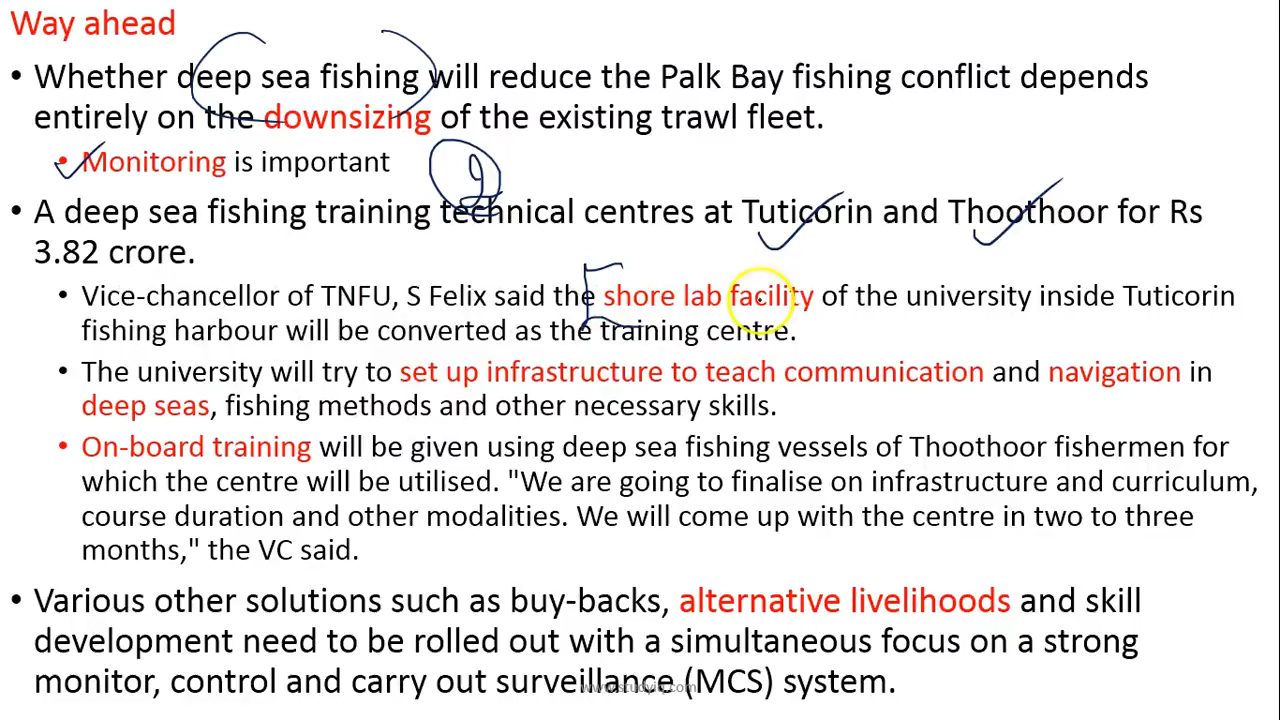 Way ahead
• Whether deep sea fishing will reduce the Palk Bay fishing conflict depends
entirely on the downsizing of the existing trawl fleet.
• Monitoring is important
2
• A deep sea fishing training technical centres at Tuticorin and Thoothoor for Rs
3.82 crore.
• Vice-chancellor of TNFU, S Felix said the shore lab facility of the university inside Tuticorin
fishing harbour will be converted as the training centre.
• The university will try to set up infrastructure to teach communication and navigation in
deep seas, fishing methods and other necessary skills.
• On-board training will be given using deep sea fishing vessels of Thoothoor fishermen for
which the centre will be utilised. "We are going to finalise on infrastructure and curriculum,
course duration and other modalities. We will come up with the centre in two to three
months," the VC said.
• Various other solutions such as buy-backs, alternative livelihoods and skill
development need to be rolled out with a simultaneous focus on a strong
monitor, control and carry out surveillance (MCS) system.
www.studyiq.com